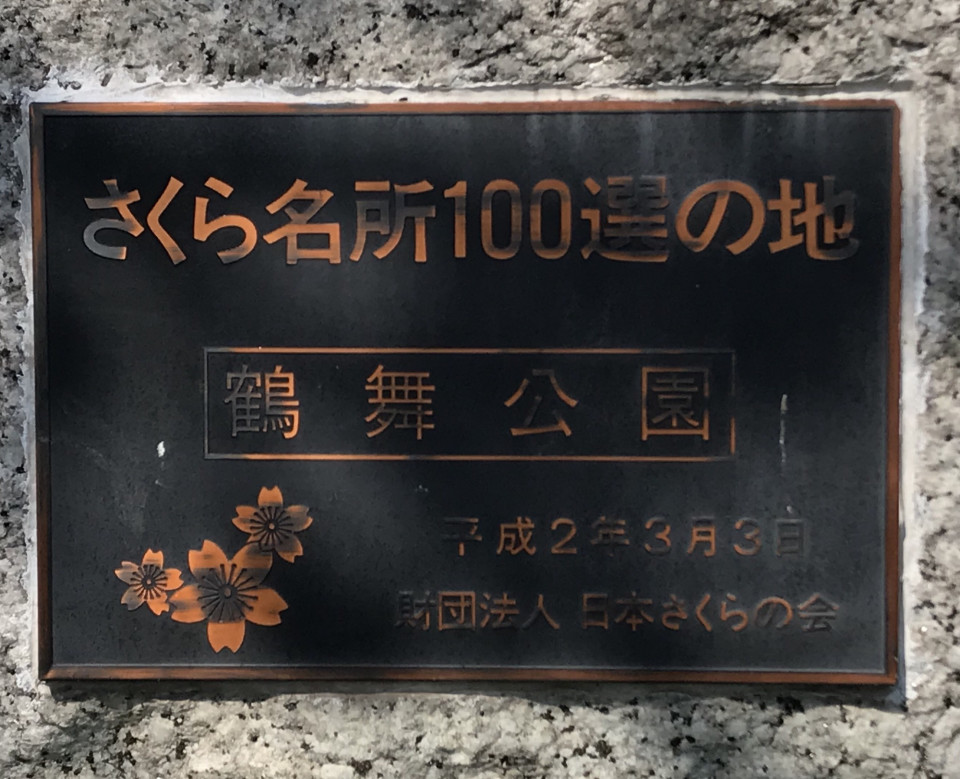 さくら名所100選の地
鶴舞公園
平成2年3月3日
財団法人 日本さくらの会